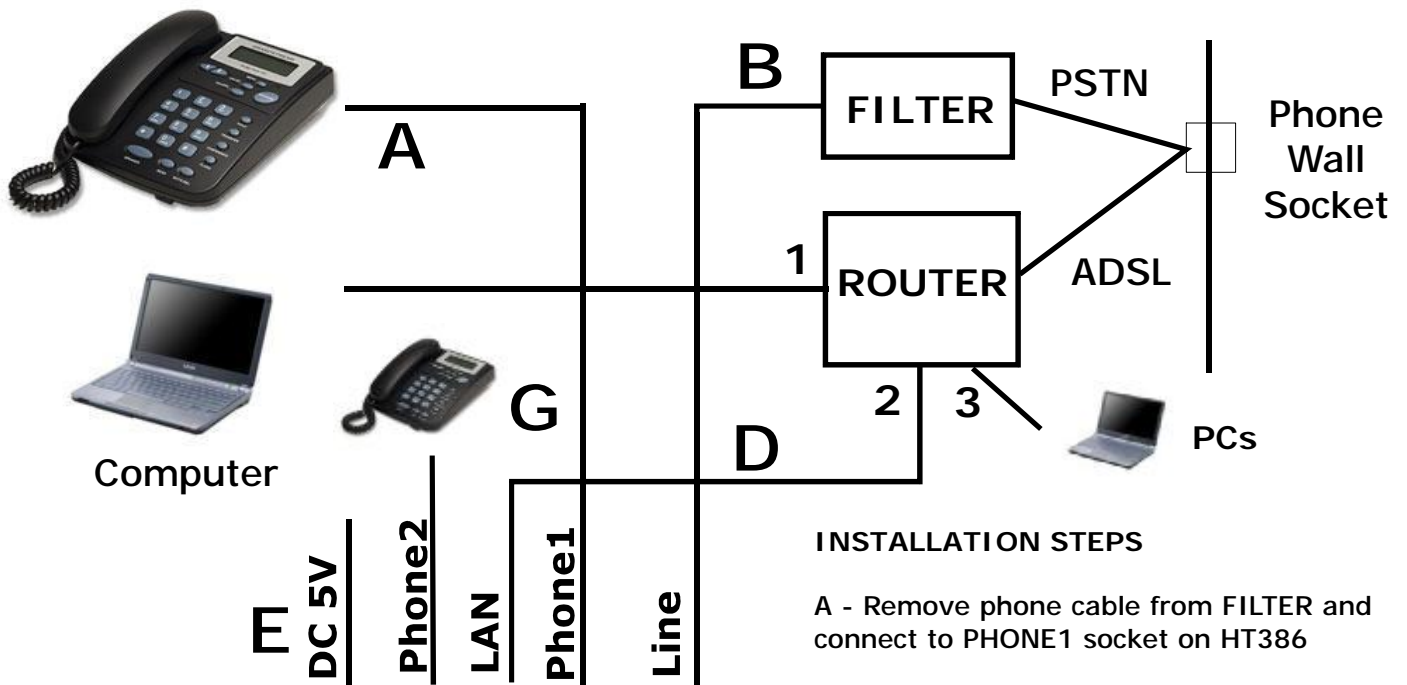 B
FILTER
PSTN
Phone
Wall
Socket
A
1
ROUTER
ADSL
2
3
PCs
G
D
Computer
E
DC 5V
Phone2
LAN
Phone1
Line
INSTALLATION STEPS
A - Remove phone cable from FILTER and
connect to PHONE1 socket on HT386